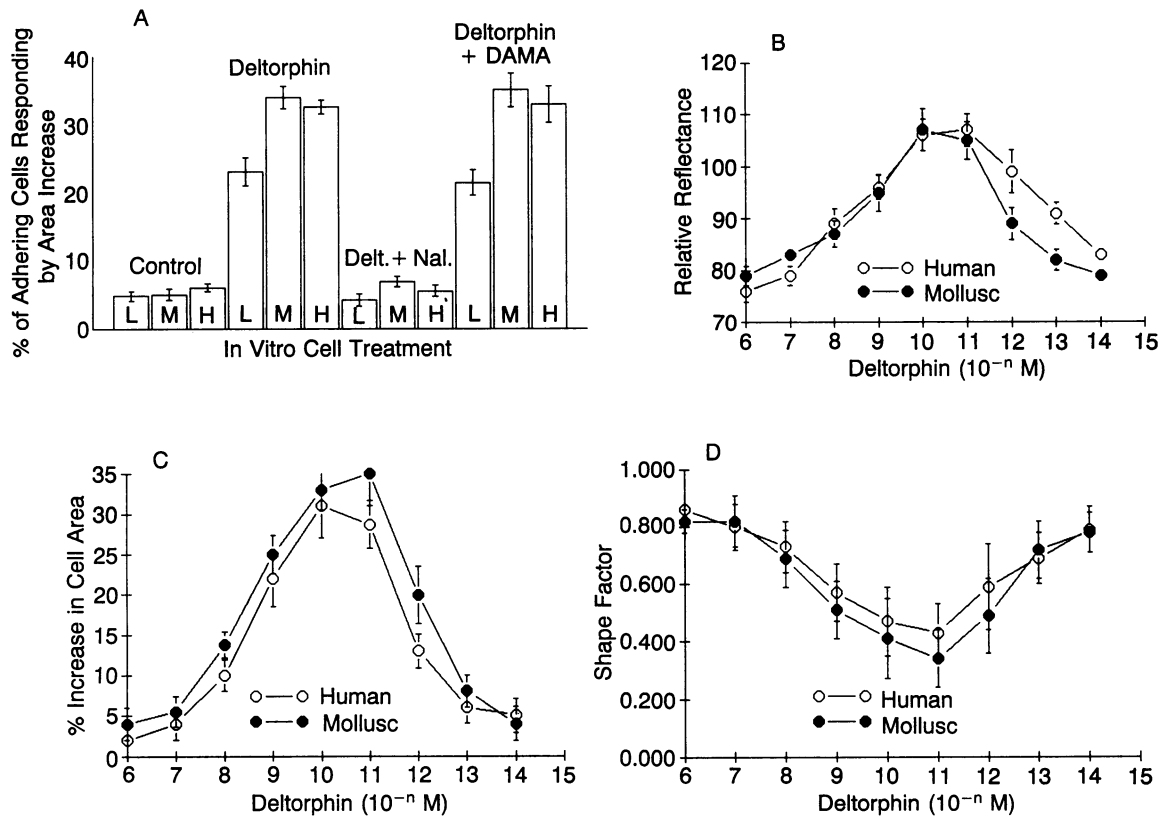 A
% of Adhering Cells Responding
by Area Increase
40
30
20
10
0
Control
Deltorphin
Delt. + Nal.
Deltorphin
+ DAMA
L M H L M H L M H L M H
In Vitro Cell Treatment
B
Relative Reflectance
120
110
100
90
80
70
Human
Mollusc
6 7 8 9 10 11 12 13 14 15
Deltorphin (10⁻ⁿ M)
C
% Increase in Cell Area
35
30
25
20
15
10
5
0
Human
Mollusc
6 7 8 9 10 11 12 13 14 15
Deltorphin (10⁻ⁿ M)
D
Shape Factor
1.000
0.800
0.600
0.400
0.200
0.000
Human
Mollusc
6 7 8 9 10 11 12 13 14 15
Deltorphin (10⁻ⁿ M)